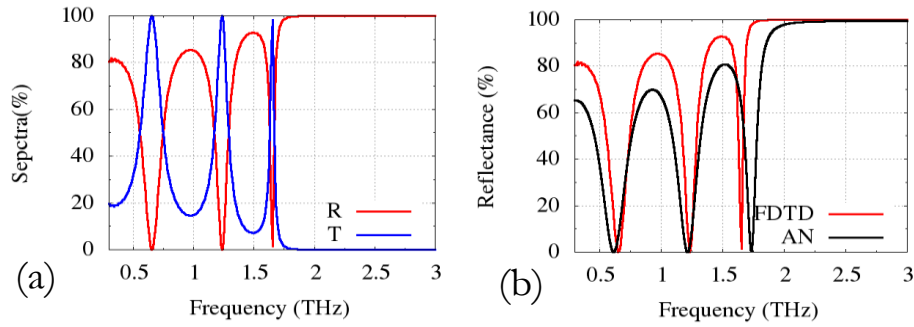 100
80
60
40
20
0
Sepctra(%)
R
T
0.5 1 1.5 2 2.5 3
Frequency (THz)
(a)
100
80
60
40
20
0
Reflectance (%)
FDTD
AN
0.5 1 1.5 2 2.5 3
Frequency (THz)
(b)